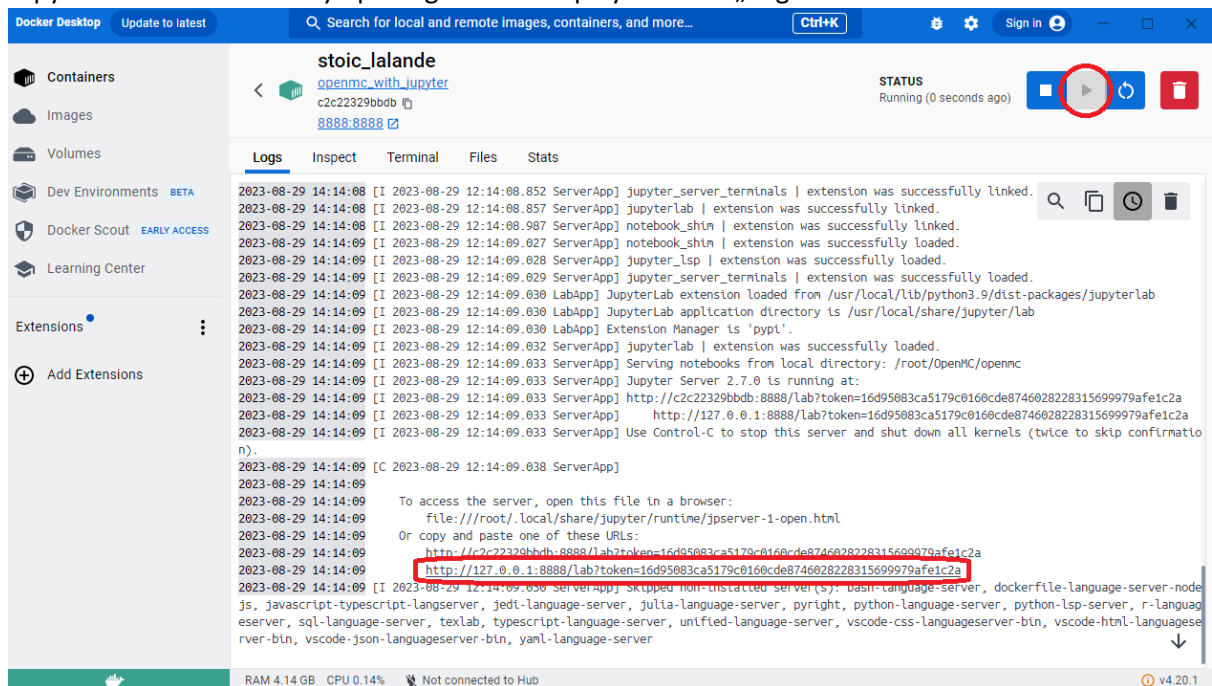 Docker Desktop Update to latest Search for local and remote images, containers, and more... Ctrl+K Sign in
Containers
Images
Volumes
Dev Environments BETA
Docker Scout EARLY ACCESS
Learning Center
Extensions
Add Extensions
stoic_lalande
openmc_with_jupyter
c2c22329bbdb
8888:8888
STATUS
Running (0 seconds ago)
Logs Inspect Terminal Files Stats
2023-08-29 14:14:08 [I 2023-08-29 12:14:08.852 ServerApp] jupyter_server_terminals | extension was successfully linked.
2023-08-29 14:14:08 [I 2023-08-29 12:14:08.857 ServerApp] jupyterlab | extension was successfully linked.
2023-08-29 14:14:08 [I 2023-08-29 12:14:08.987 ServerApp] notebook_shim | extension was successfully linked.
2023-08-29 14:14:09 [I 2023-08-29 12:14:09.027 ServerApp] notebook_shim | extension was successfully loaded.
2023-08-29 14:14:09 [I 2023-08-29 12:14:09.028 ServerApp] jupyter_lsp | extension was successfully loaded.
2023-08-29 14:14:09 [I 2023-08-29 12:14:09.029 ServerApp] jupyter_server_terminals | extension was successfully loaded.
2023-08-29 14:14:09 [I 2023-08-29 12:14:09.030 LabApp] JupyterLab extension loaded from /usr/local/lib/python3.9/dist-packages/jupyterlab
2023-08-29 14:14:09 [I 2023-08-29 12:14:09.030 LabApp] JupyterLab application directory is /usr/local/share/jupyter/lab
2023-08-29 14:14:09 [I 2023-08-29 12:14:09.030 LabApp] Extension Manager is 'pypi'.
2023-08-29 14:14:09 [I 2023-08-29 12:14:09.032 ServerApp] jupyterlab | extension was successfully loaded.
2023-08-29 14:14:09 [I 2023-08-29 12:14:09.033 ServerApp] Serving notebooks from local directory: /root/OpenMC/openmc
2023-08-29 14:14:09 [I 2023-08-29 12:14:09.033 ServerApp] Jupyter Server 2.7.0 is running at:
2023-08-29 14:14:09 [I 2023-08-29 12:14:09.033 ServerApp] http://c2c22329bbdb:8888/lab?token=16d95083ca5179c0160cde8746028228315699979afe1c2a
2023-08-29 14:14:09 [I 2023-08-29 12:14:09.033 ServerApp] http://127.0.0.1:8888/lab?token=16d95083ca5179c0160cde8746028228315699979afe1c2a
2023-08-29 14:14:09 [I 2023-08-29 12:14:09.033 ServerApp] Use Control-C to stop this server and shut down all kernels (twice to skip confirmatio
n).
2023-08-29 14:14:09 [C 2023-08-29 12:14:09.038 ServerApp]
2023-08-29 14:14:09
2023-08-29 14:14:09 To access the server, open this file in a browser:
2023-08-29 14:14:09 file:///root/.local/share/jupyter/runtime/jpserver-1-open.html
2023-08-29 14:14:09 Or copy and paste one of these URLs:
2023-08-29 14:14:09 http://c2c22329bbdb:8888/lab?token=16d95083ca5179c0160cde8746028228315699979afe1c2a
2023-08-29 14:14:09 http://127.0.0.1:8888/lab?token=16d95083ca5179c0160cde8746028228315699979afe1c2a
2023-08-29 14:14:09 [I 2023-08-29 12:14:09.050 ServerApp] Skipped non-installed server(s): bash-language-server, dockerfile-language-server-node
js, javascript-typescript-langserver, jedi-language-server, julia-language-server, pyright, python-language-server, python-lsp-server, r-languag
eserver, sql-language-server, texlab, typescript-language-server, unified-language-server, vscode-css-languageserver-bin, vscode-html-languagese
rver-bin, vscode-json-languageserver-bin, yaml-language-server
RAM 4.14 GB CPU 0.14% Not connected to Hub v4.20.1